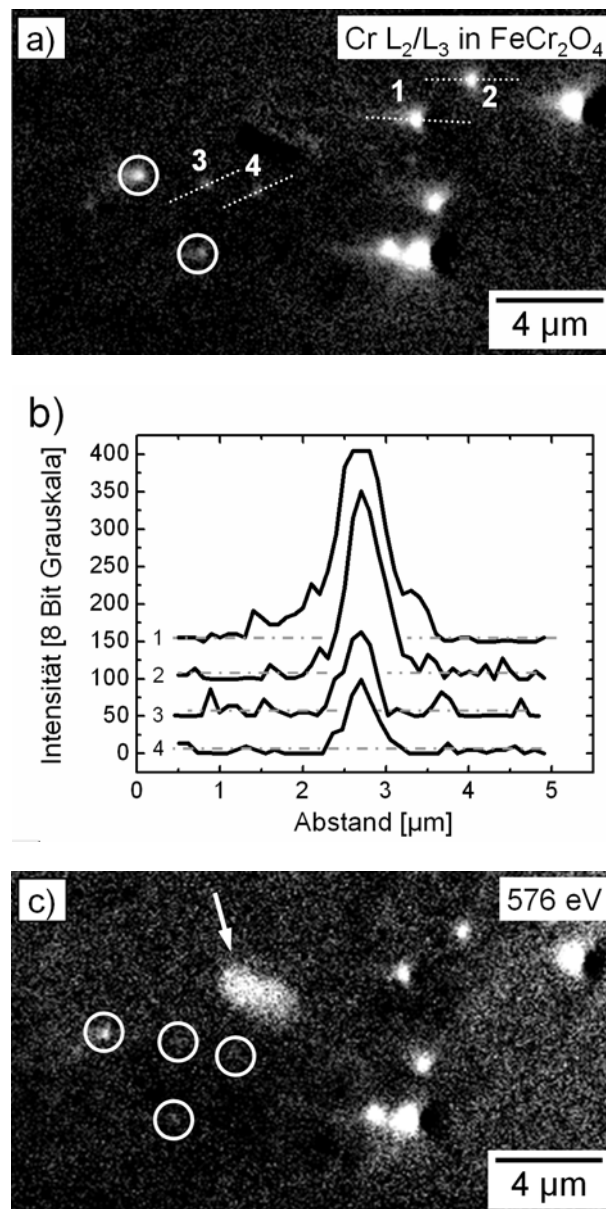 a)
Cr L₂/L₃ in FeCr₂O₄
1
2
3
4
4 µm
b)
Intensität [8 Bit Grauskala]
400
350
300
250
200
150
100
50
0
1
2
3
4
0
1
2
3
4
5
Abstand [µm]
c)
576 eV
4 µm